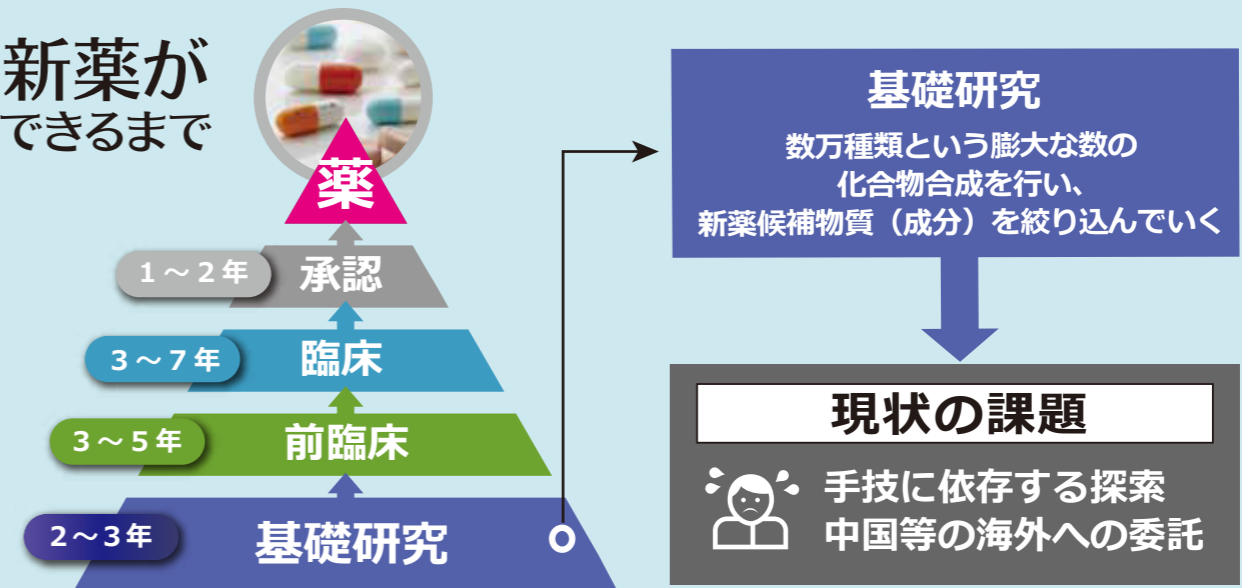 新薬が
できるまで
薬
1～2年
承認
3～7年
臨床
3～5年
前臨床
2～3年
基礎研究
基礎研究
数万種類という膨大な数の
化合物合成を行い、
新薬候補物質（成分）を絞り込んでいく
現状の課題
手技に依存する探索
中国等の海外への委託